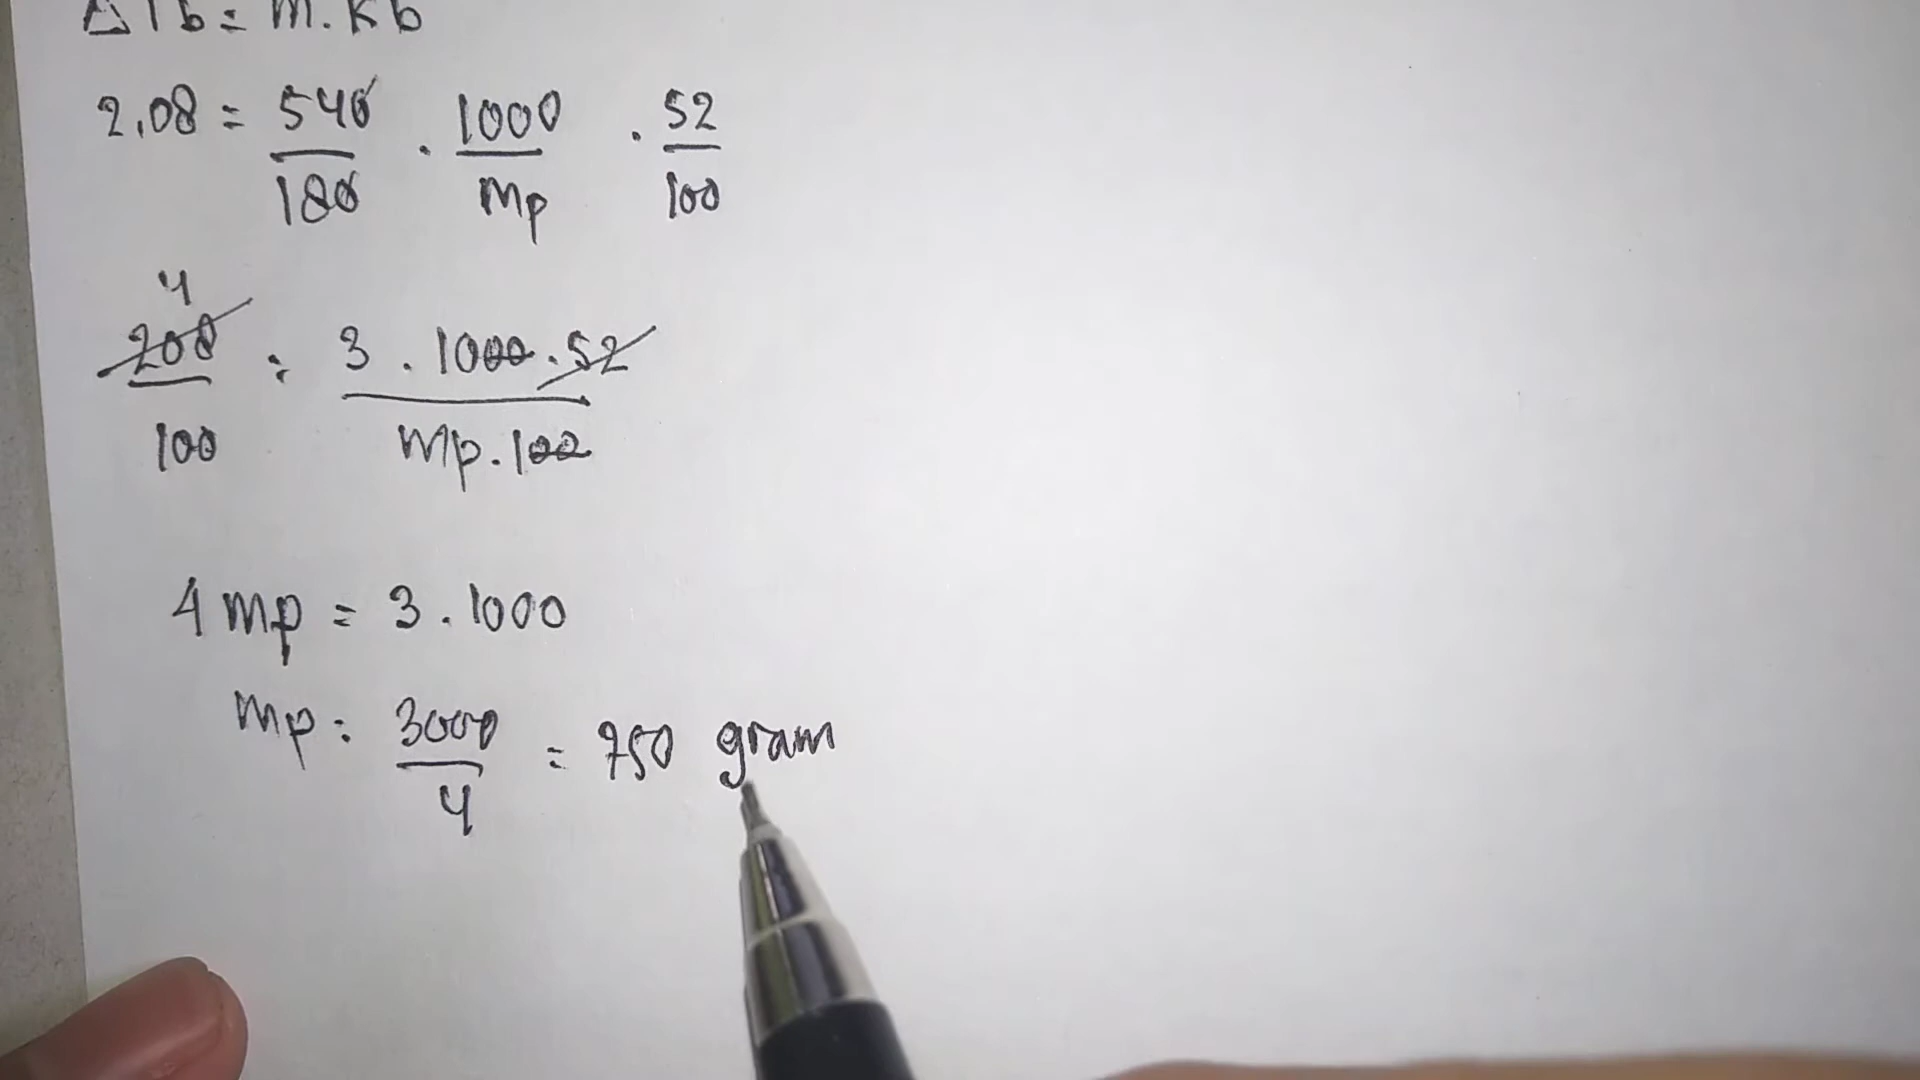 ΔTb = m . Kb
2,08 = 540/180 . 1000/mp . 52/100
4
208/100 = 3 . 1000 . 52/mp . 100
4 mp = 3 . 1000
mp = 3000/4 = 750 gram